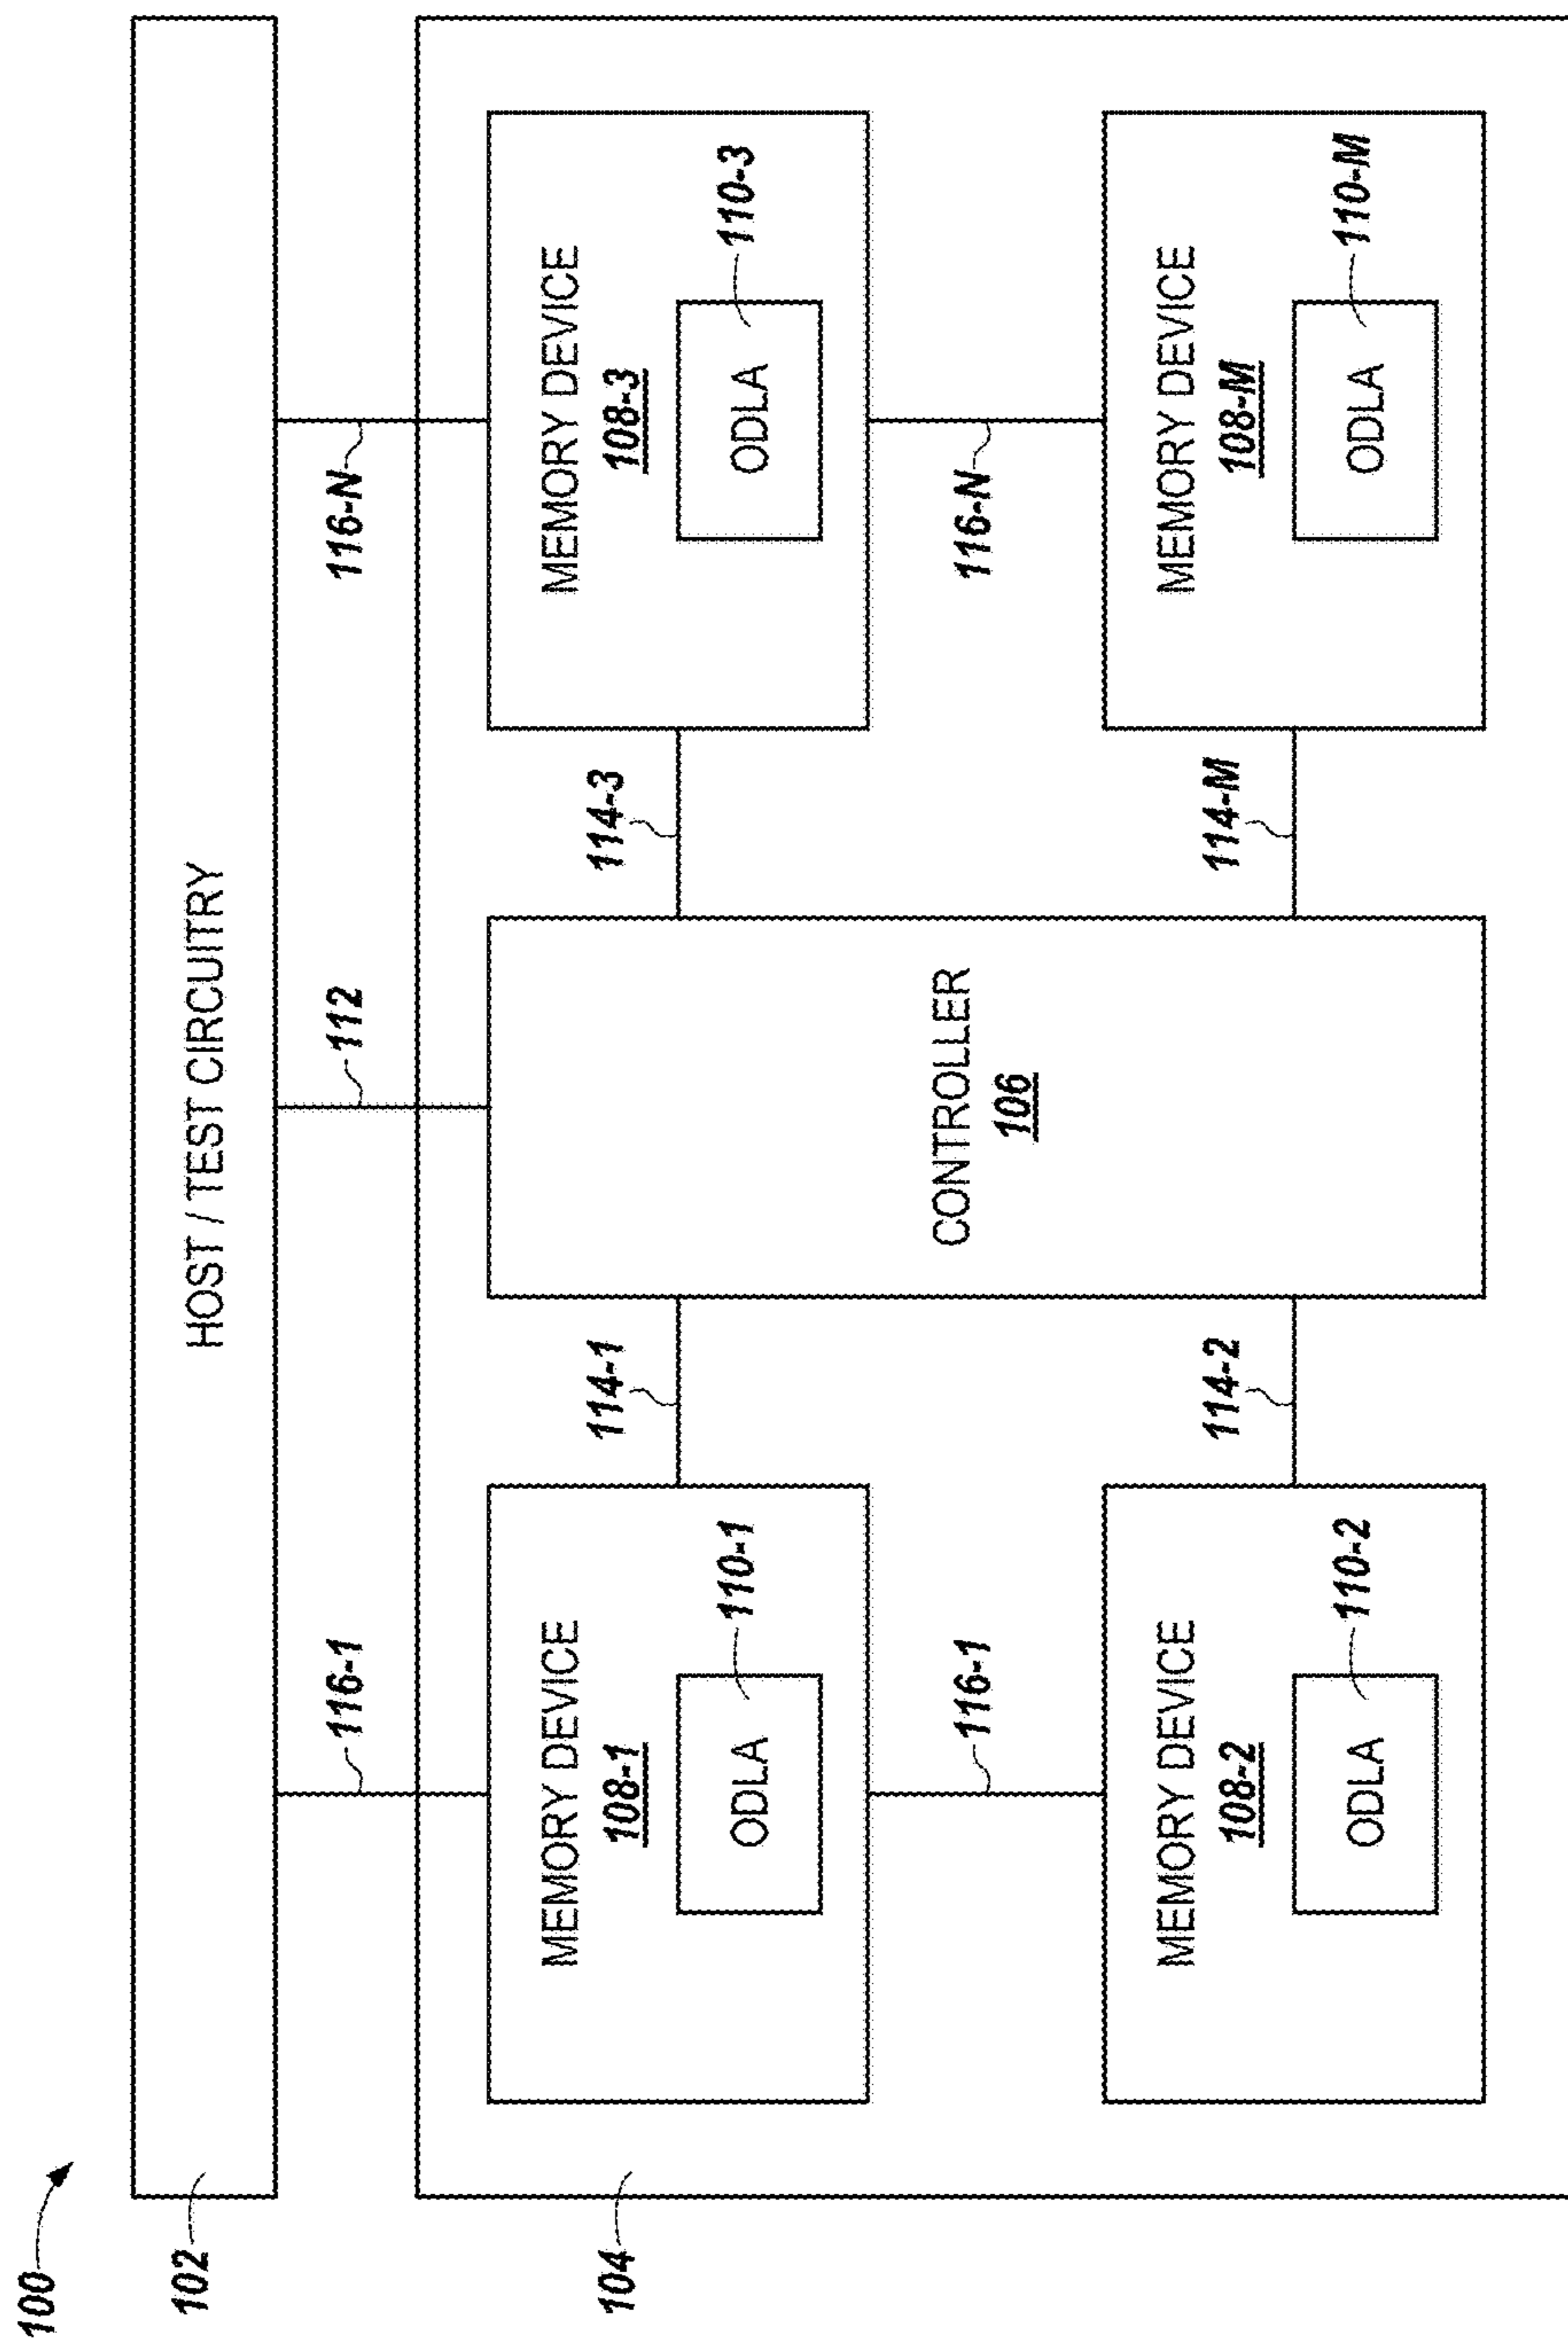 100
102
HOST / TEST CIRCUITRY
116-1
112
116-N
104
MEMORY DEVICE
108-1
ODLA
110-1
114-1
CONTROLLER
106
114-3
MEMORY DEVICE
108-3
ODLA
110-3
116-1
116-N
MEMORY DEVICE
108-2
ODLA
110-2
114-2
114-M
MEMORY DEVICE
108-M
ODLA
110-M